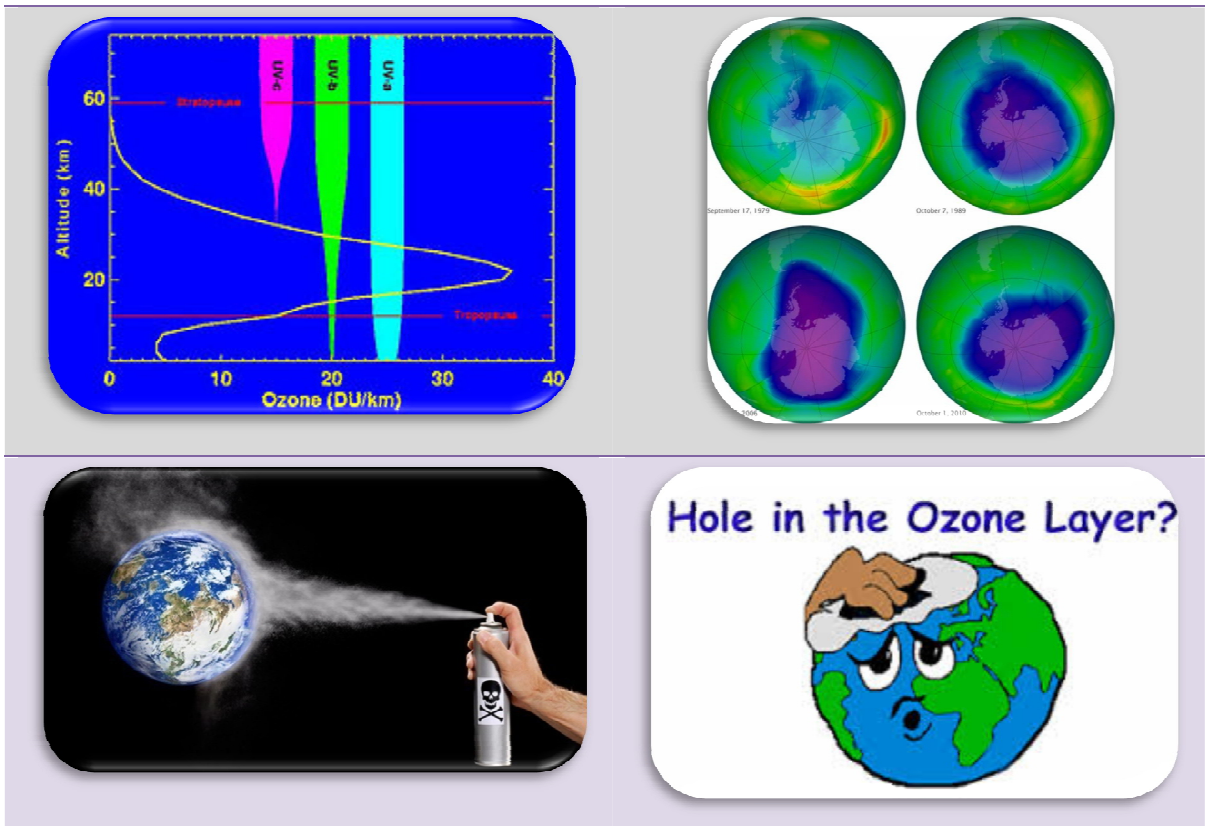 UV-c UV-b UV-a
60
Stratopause
Altitude (km)
40
20
Tropopause
0 10 20 30 40
Ozone (DU/km)
September 17, 1979
October 7, 1989
2006
October 1, 2010
Hole in the Ozone Layer?